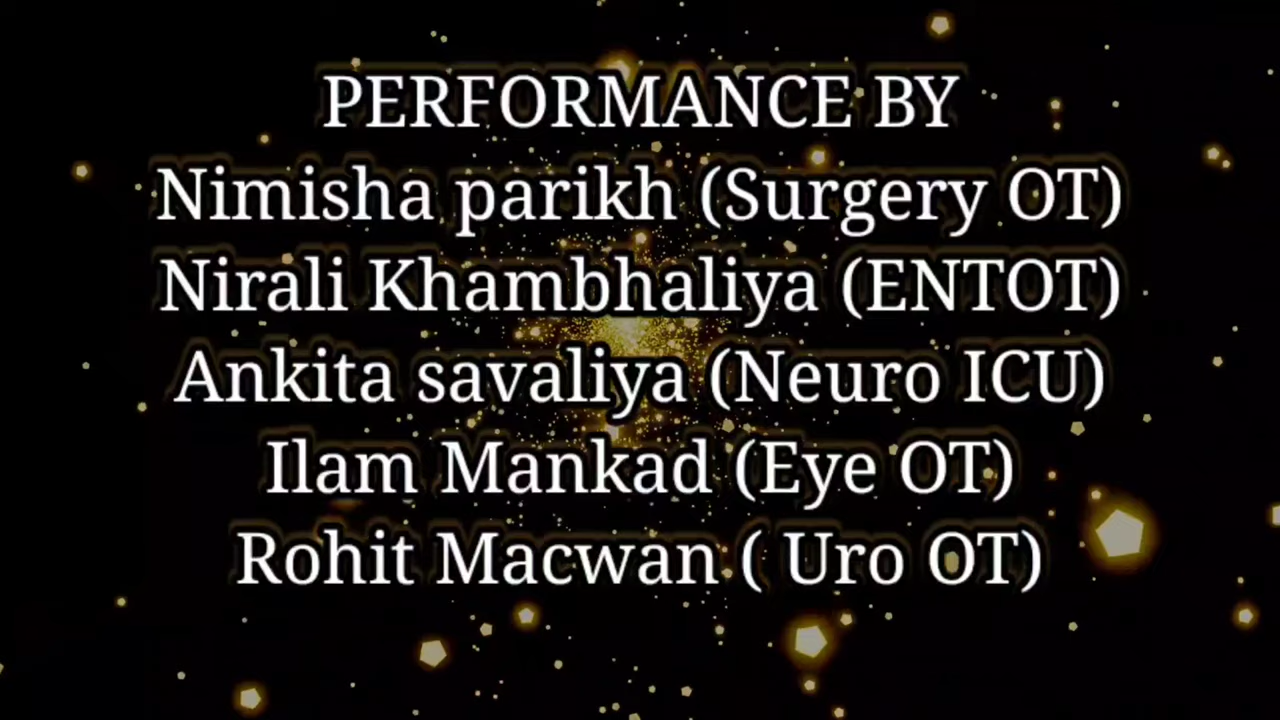 PERFORMANCE BY
Nimisha parikh (Surgery OT)
Nirali Khambhaliya (ENTOT)
Ankita savaliya (Neuro ICU)
Ilam Mankad (Eye OT)
Rohit Macwan ( Uro OT)